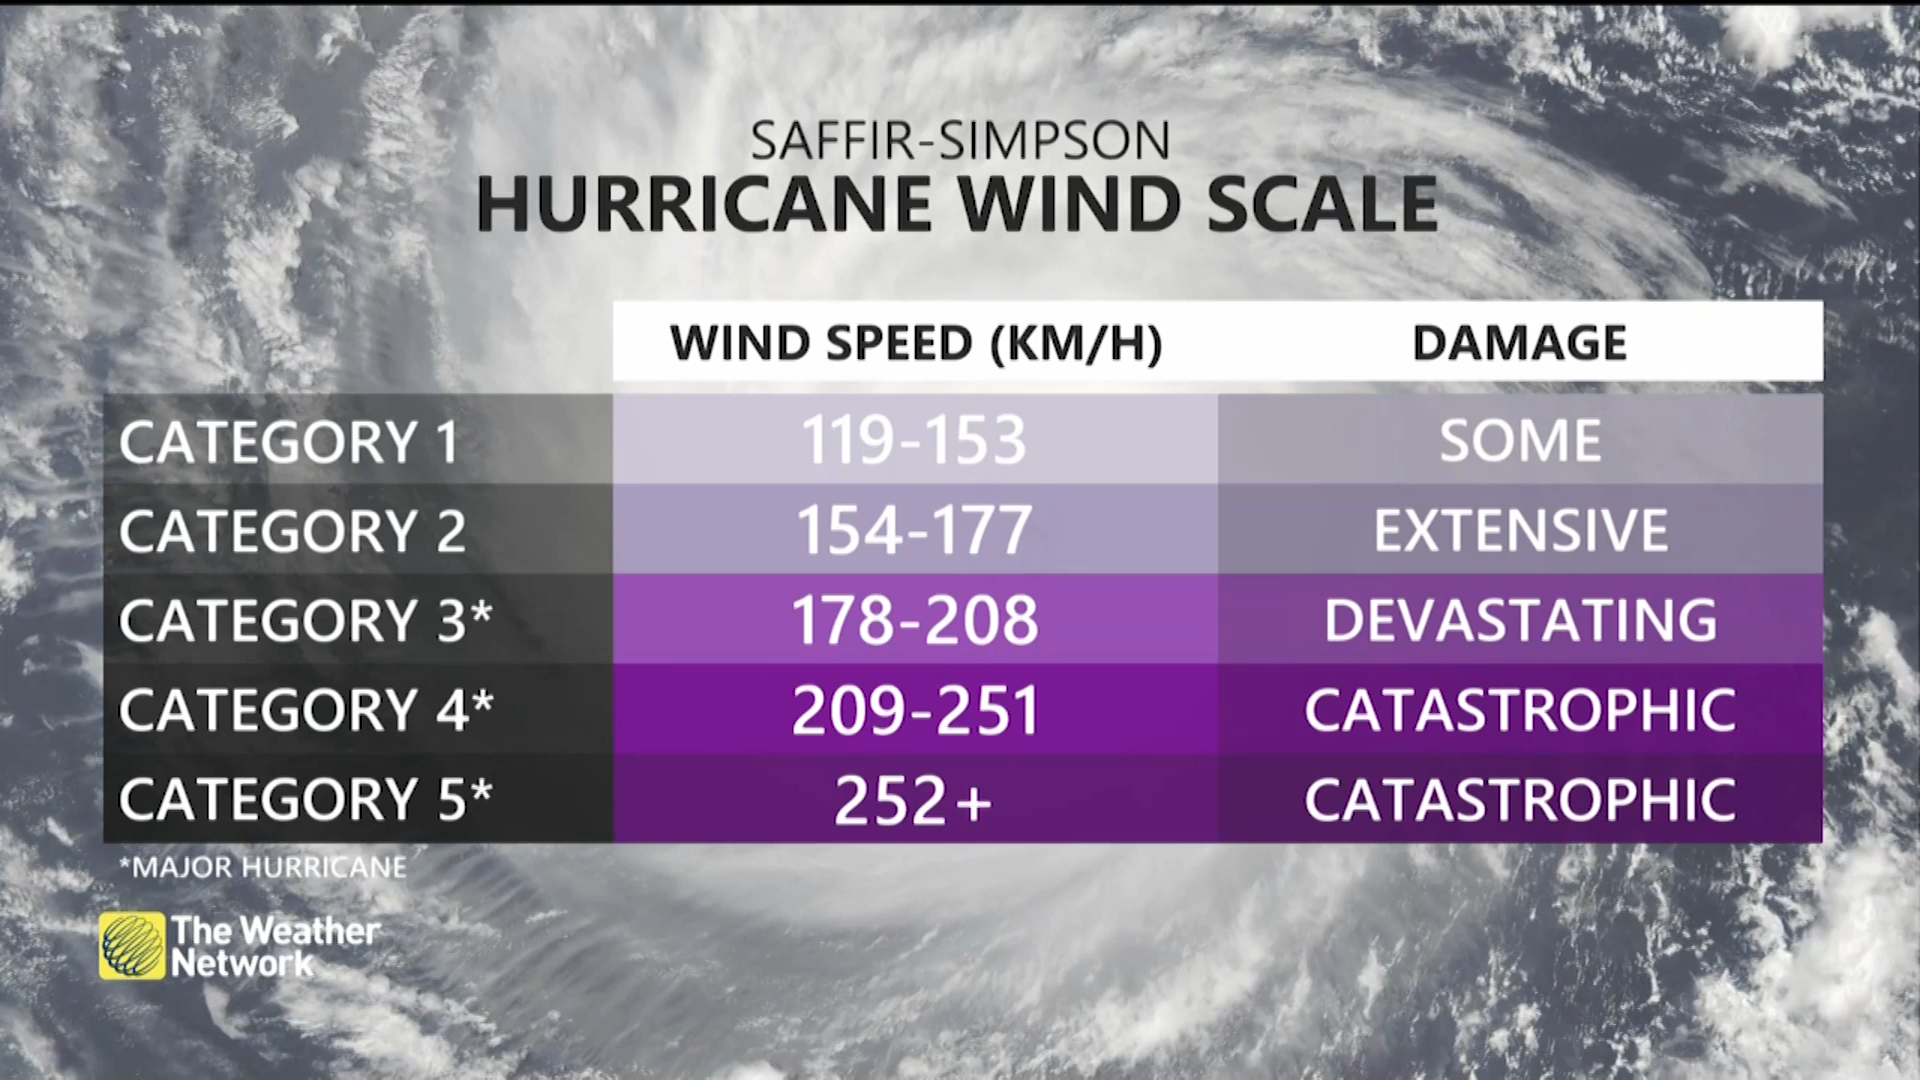 SAFFIR-SIMPSON
HURRICANE WIND SCALE
WIND SPEED (KM/H) DAMAGE
CATEGORY 1 119-153 SOME
CATEGORY 2 154-177 EXTENSIVE
CATEGORY 3* 178-208 DEVASTATING
CATEGORY 4* 209-251 CATASTROPHIC
CATEGORY 5* 252+ CATASTROPHIC
*MAJOR HURRICANE
The Weather
Network